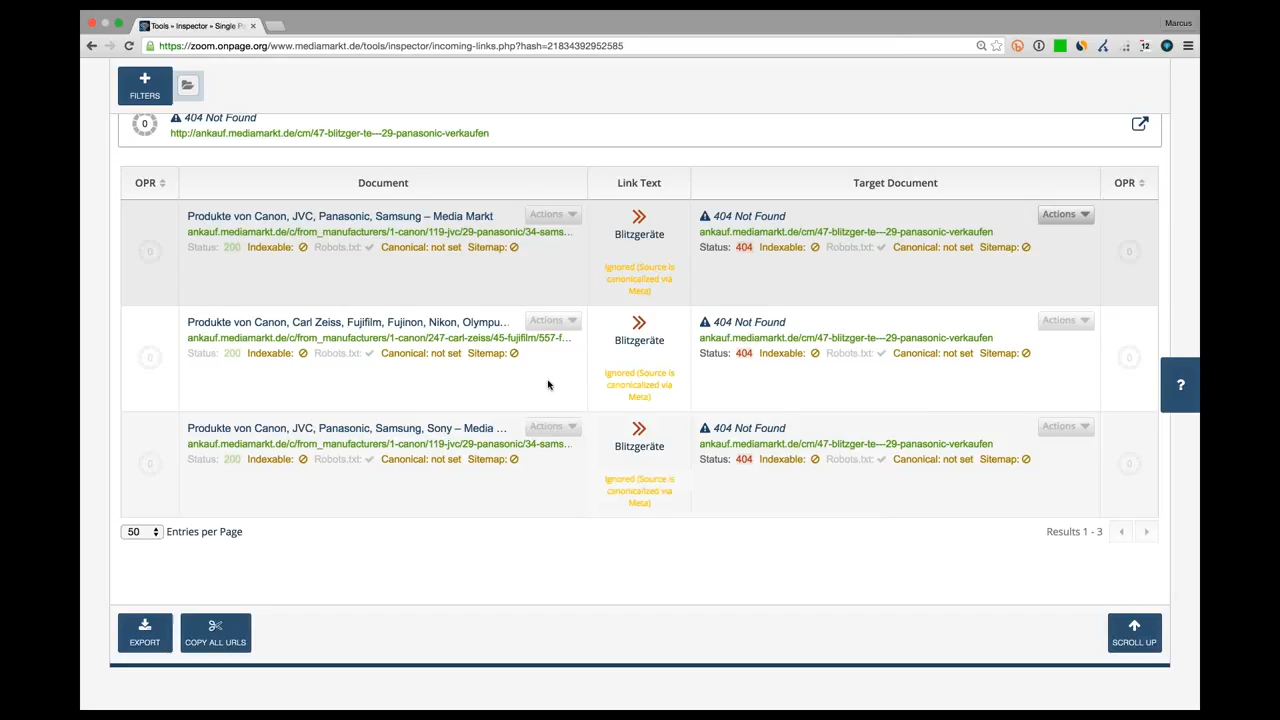 Tools » Inspector » Single P
Marcus
https://zoom.onpage.org/www.mediamarkt.de/tools/inspector/incoming-links.php?hash=21834392952585
12
FILTERS
0
404 Not Found
http://ankauf.mediamarkt.de/cm/47-blitzger-te---29-panasonic-verkaufen
OPR Document Link Text Target Document OPR
0
Produkte von Canon, JVC, Panasonic, Samsung – Media Markt
Actions
ankauf.mediamarkt.de/c/from_manufacturers/1-canon/119-jvc/29-panasonic/34-sams...
Status: 200 Indexable: Robots.txt: Canonical: not set Sitemap:
Blitzgeräte
Ignored (Source is
canonicalized via
Meta)
404 Not Found
Actions
ankauf.mediamarkt.de/cm/47-blitzger-te---29-panasonic-verkaufen
Status: 404 Indexable: Robots.txt: Canonical: not set Sitemap:
0
0
Produkte von Canon, Carl Zeiss, Fujifilm, Fujinon, Nikon, Olympu...
Actions
ankauf.mediamarkt.de/c/from_manufacturers/1-canon/247-carl-zeiss/45-fujifilm/557-f...
Status: 200 Indexable: Robots.txt: Canonical: not set Sitemap:
Blitzgeräte
Ignored (Source is
canonicalized via
Meta)
404 Not Found
Actions
ankauf.mediamarkt.de/cm/47-blitzger-te---29-panasonic-verkaufen
Status: 404 Indexable: Robots.txt: Canonical: not set Sitemap:
0
0
Produkte von Canon, JVC, Panasonic, Samsung, Sony – Media ...
Actions
ankauf.mediamarkt.de/c/from_manufacturers/1-canon/119-jvc/29-panasonic/34-sams...
Status: 200 Indexable: Robots.txt: Canonical: not set Sitemap:
Blitzgeräte
Ignored (Source is
canonicalized via
Meta)
404 Not Found
Actions
ankauf.mediamarkt.de/cm/47-blitzger-te---29-panasonic-verkaufen
Status: 404 Indexable: Robots.txt: Canonical: not set Sitemap:
0
?
50 Entries per Page
Results 1 - 3
EXPORT
COPY ALL URLS
SCROLL UP